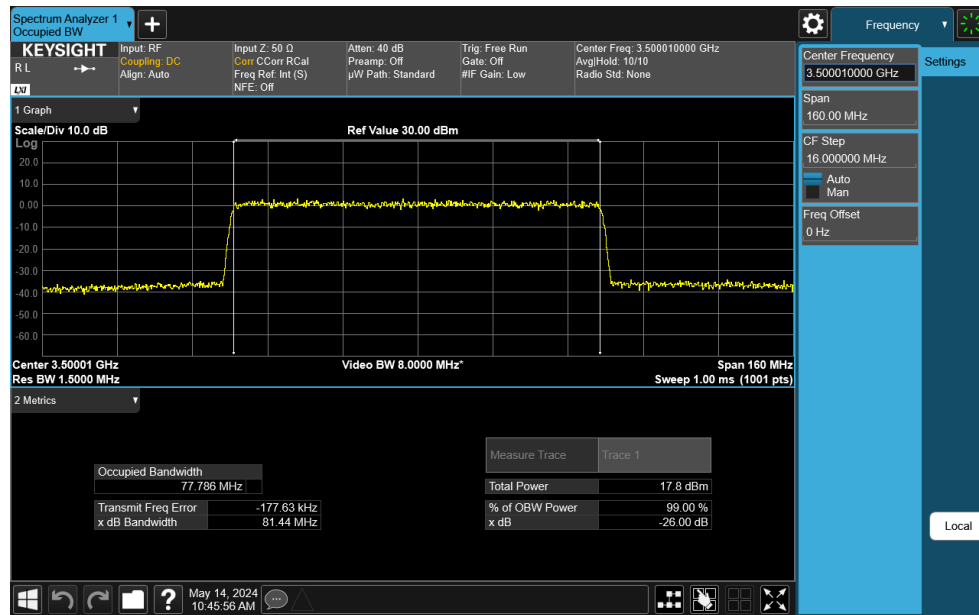 Spectrum Analyzer 1
Occupied BW
Frequency
KEYSIGHT
R L
LXI
Input: RF
Coupling: DC
Align: Auto
Input Z: 50 Ω
Corr CCorr RCal
Freq Ref: Int (S)
NFE: Off
Atten: 40 dB
Preamp: Off
µW Path: Standard
Trig: Free Run
Gate: Off
#IF Gain: Low
Center Freq: 3.500010000 GHz
Avg|Hold: 10/10
Radio Std: None
Center Frequency
3.500010000 GHz
Settings
Span
160.00 MHz
CF Step
16.000000 MHz
Auto
Man
Freq Offset
0 Hz
Local
1 Graph
Scale/Div 10.0 dB
Ref Value 30.00 dBm
Log
20.0
10.0
0.00
-10.0
-20.0
-30.0
-40.0
-50.0
-60.0
Center 3.50001 GHz
Video BW 8.0000 MHz*
Span 160 MHz
Res BW 1.5000 MHz
Sweep 1.00 ms (1001 pts)
2 Metrics
Measure Trace
Trace 1
Occupied Bandwidth
77.786 MHz
Total Power
17.8 dBm
Transmit Freq Error
-177.63 kHz
% of OBW Power
99.00 %
x dB Bandwidth
81.44 MHz
x dB
-26.00 dB
?
May 14, 2024
10:45:56 AM